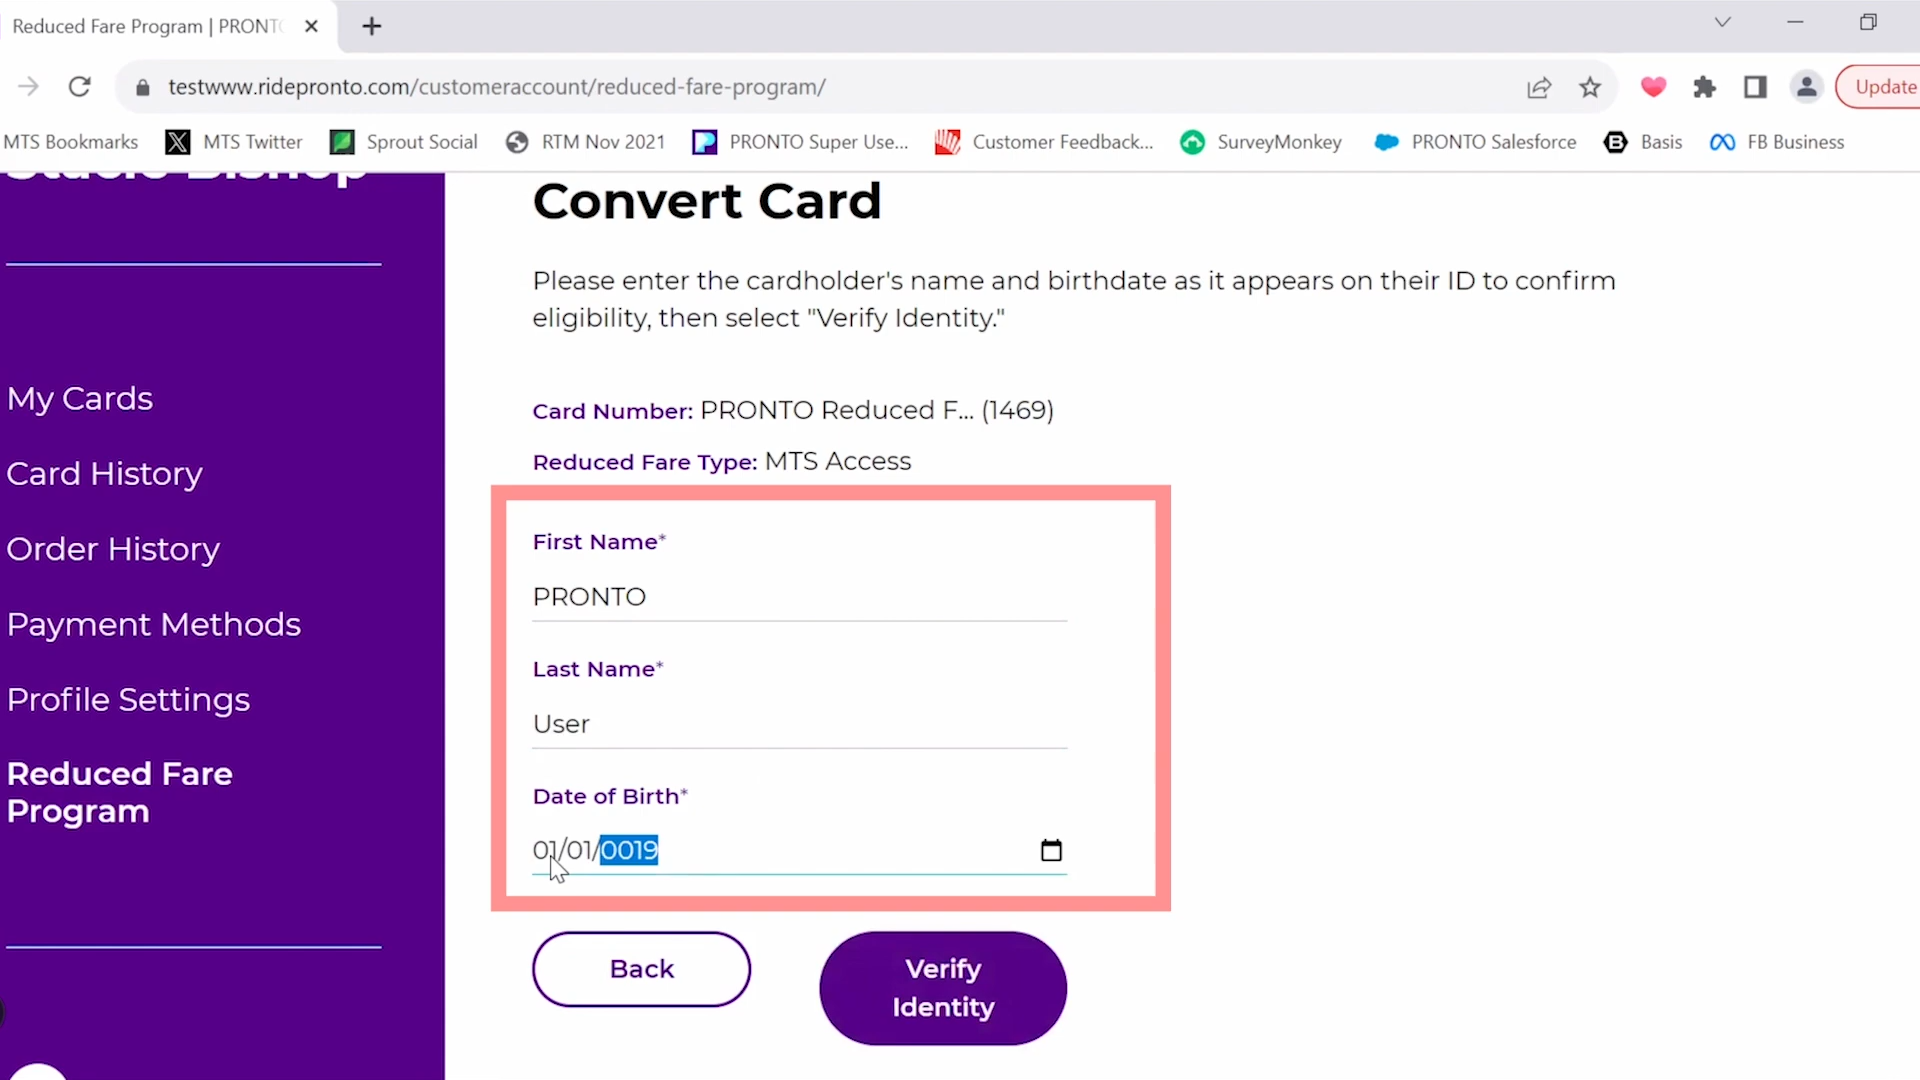 Reduced Fare Program | PRONTO
testwww.ridepronto.com/customeraccount/reduced-fare-program/
Update
MTS Bookmarks
MTS Twitter
Sprout Social
RTM Nov 2021
PRONTO Super Use...
Customer Feedback...
SurveyMonkey
PRONTO Salesforce
Basis
FB Business
Studio Bishop
My Cards
Card History
Order History
Payment Methods
Profile Settings
Reduced Fare
Program
Convert Card
Please enter the cardholder's name and birthdate as it appears on their ID to confirm
eligibility, then select "Verify Identity."
Card Number: PRONTO Reduced F... (1469)
Reduced Fare Type: MTS Access
First Name*
PRONTO
Last Name*
User
Date of Birth*
01/01/0019
Back
Verify
Identity